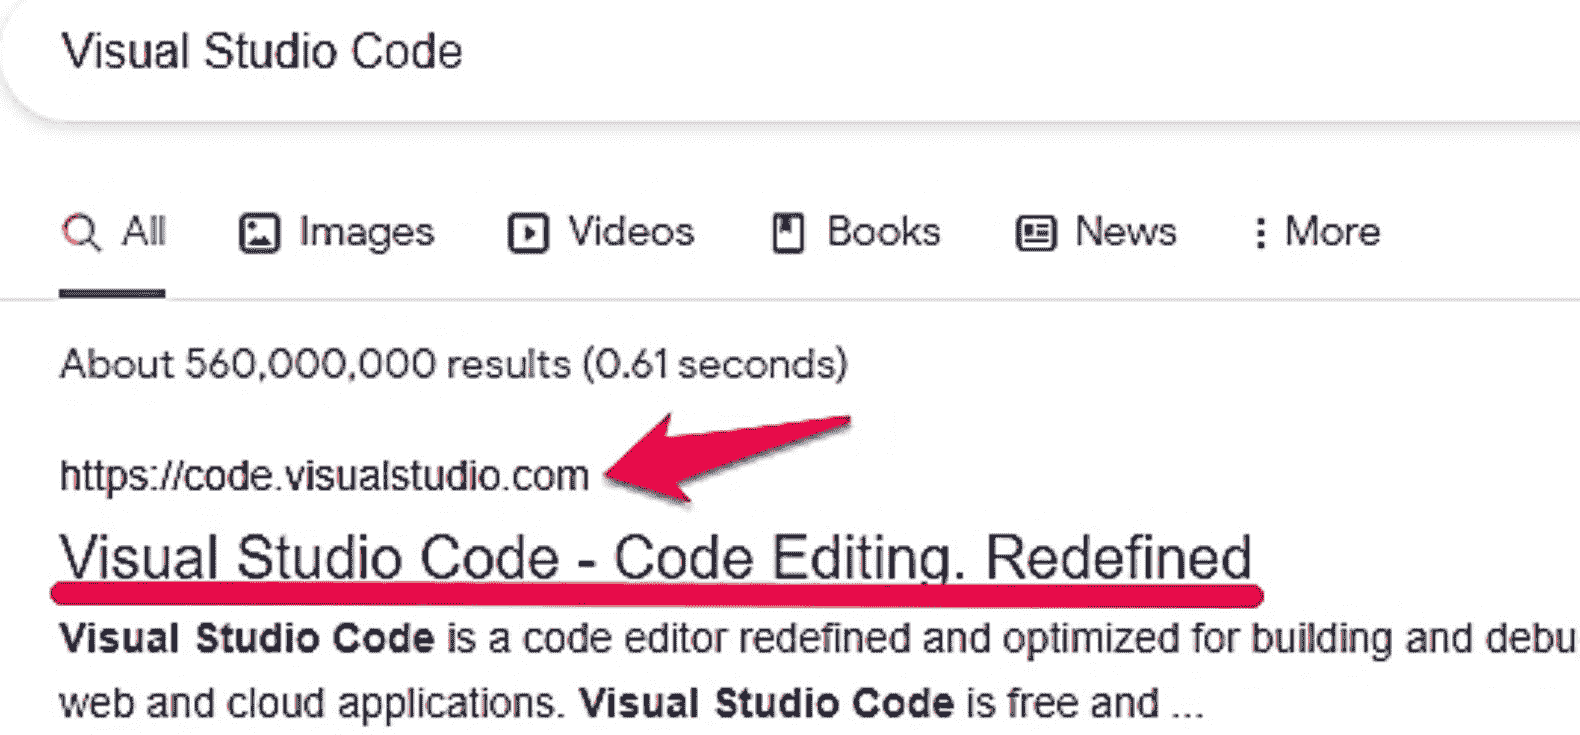 Visual Studio Code
All Images Videos Books News More
About 560,000,000 results (0.61 seconds)
https://code.visualstudio.com
Visual Studio Code - Code Editing. Redefined
Visual Studio Code is a code editor redefined and optimized for building and debu
web and cloud applications. Visual Studio Code is free and ...